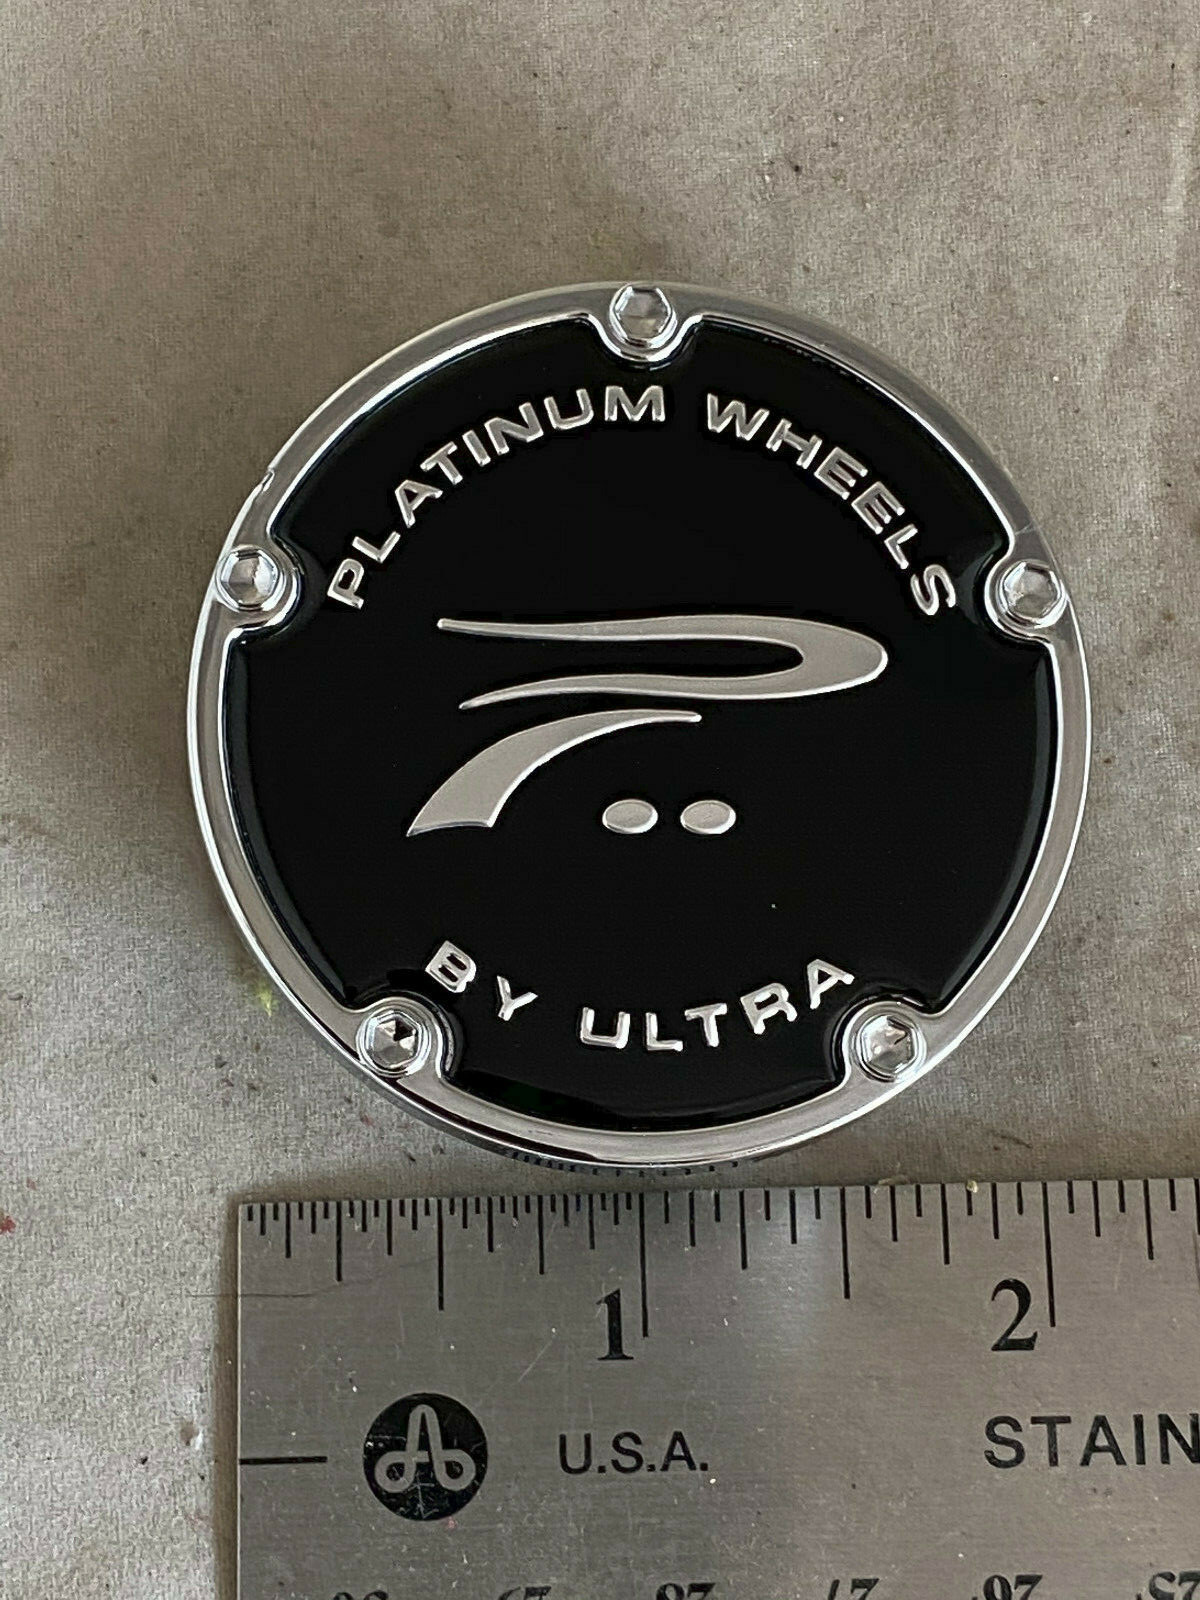 PLATINUM WHEELS
BY ULTRA
1 2
U.S.A. STAIN